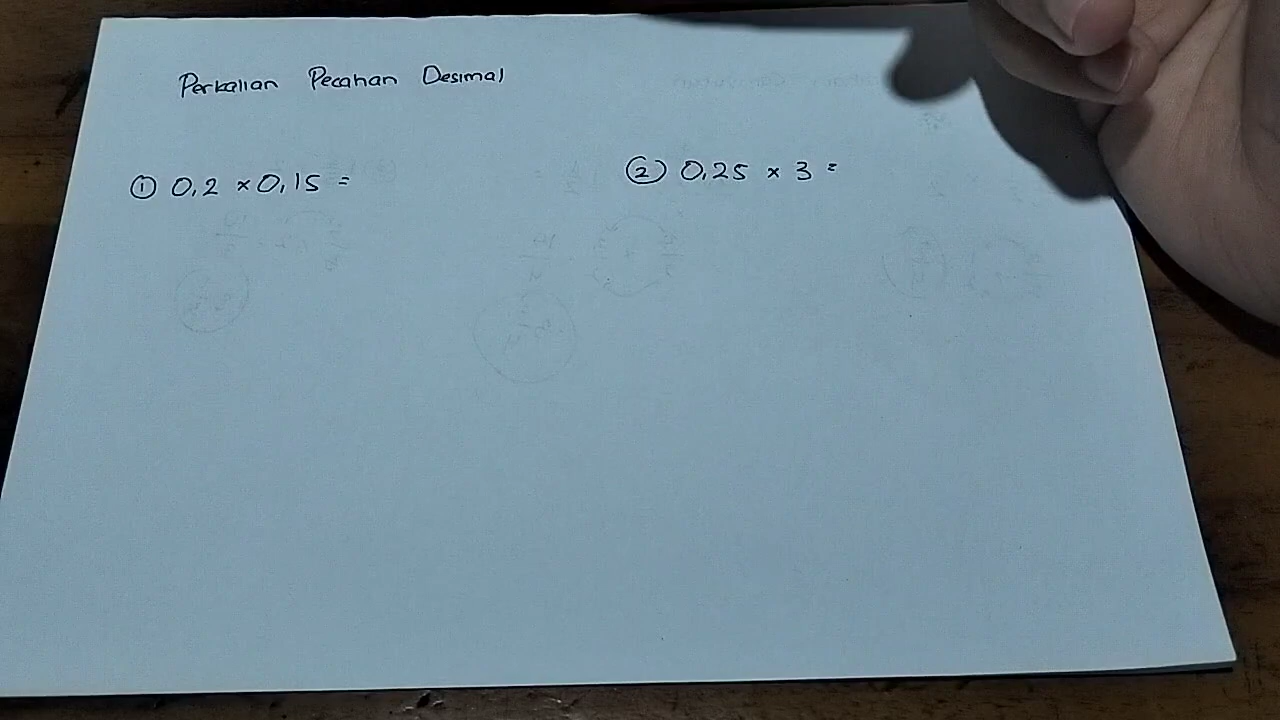 Perkalian Pecahan Desimal
① 0,2 × 0,15 =
② 0,25 × 3 =